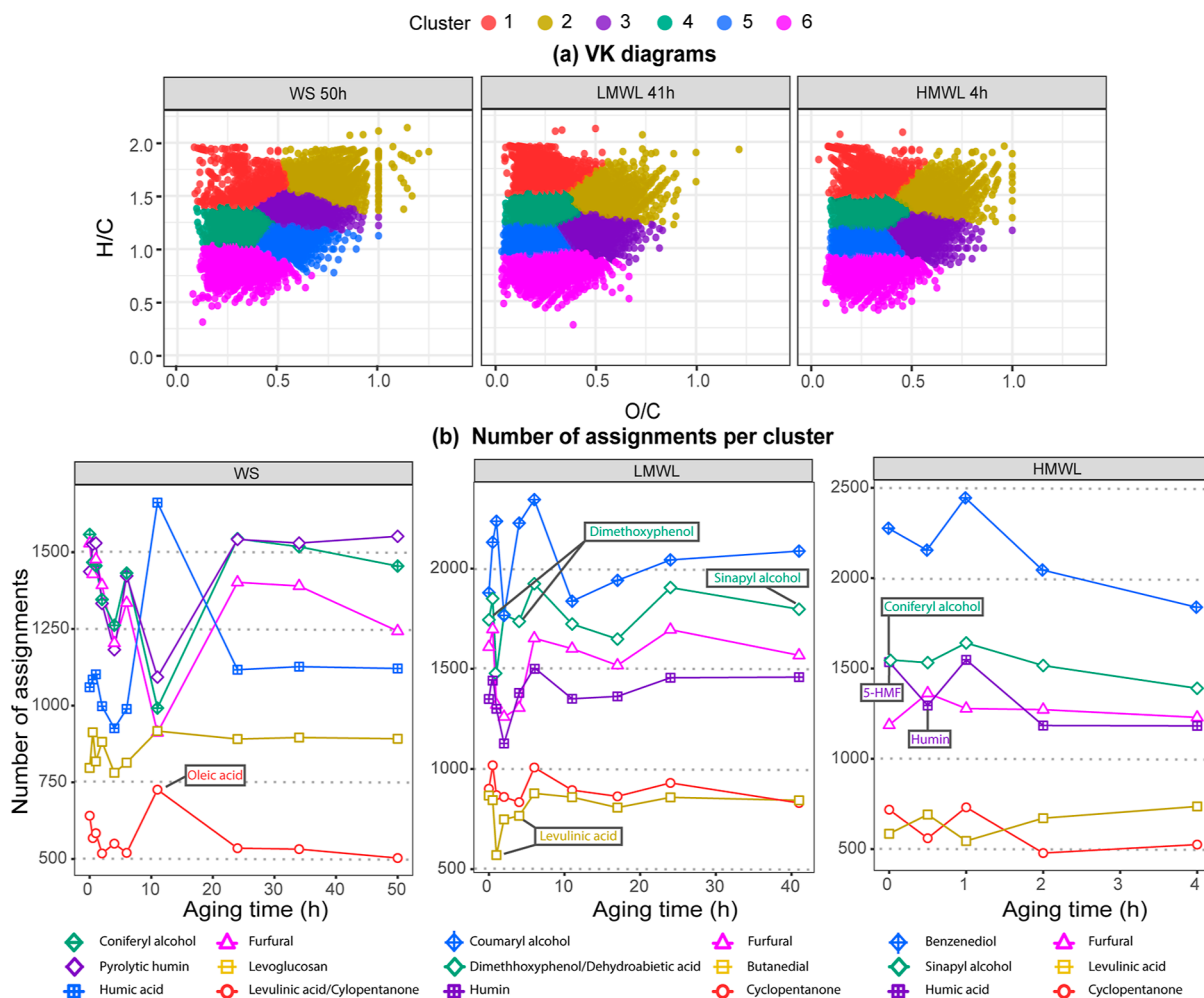 Cluster 1 2 3 4 5 6
(a) VK diagrams
WS 50h
LMWL 41h
HMWL 4h
H/C
2.0
1.5
1.0
0.5
0.0
0.0 0.5 1.0
0.0 0.5 1.0
0.0 0.5 1.0
O/C
(b) Number of assignments per cluster
Number of assignments
WS
1500
1250
1000
750
500
Oleic acid
0 10 20 30 40 50
Aging time (h)
LMWL
2000
1500
1000
500
Dimethoxyphenol
Sinapyl alcohol
Levulinic acid
0 10 20 30 40
Aging time (h)
HMWL
2500
2000
1500
1000
500
Coniferyl alcohol
5-HMF
Humin
0 1 2 3 4
Aging time (h)
Coniferyl alcohol
Furfural
Pyrolytic humin
Levoglucosan
Humic acid
Levulinic acid/Cylopentanone
Coumaryl alcohol
Furfural
Dimethhoxyphenol/Dehydroabietic acid
Butanedial
Humin
Cyclopentanone
Benzenediol
Furfural
Sinapyl alcohol
Levulinic acid
Humic acid
Cyclopentanone